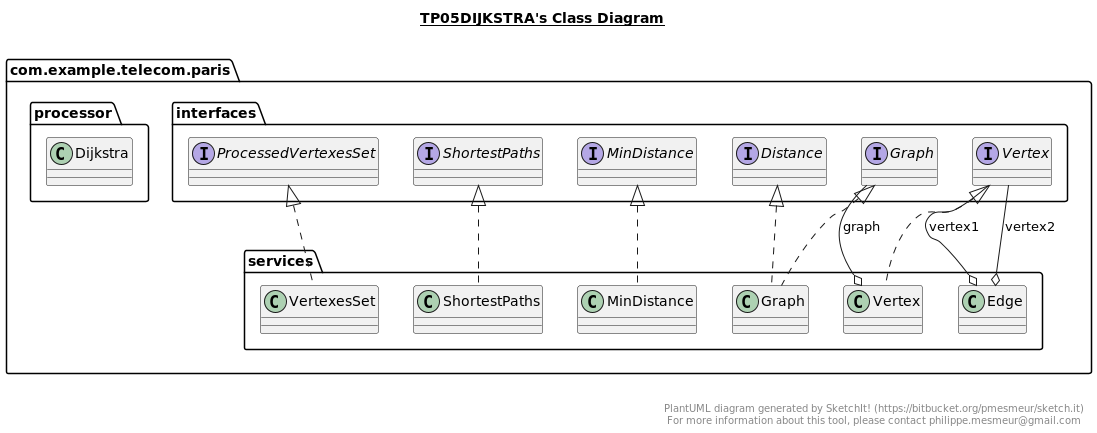 TP05DIJKSTRA's Class Diagram
com.example.telecom.paris
processor
interfaces
C Dijkstra
I ProcessedVertexesSet
I ShortestPaths
I MinDistance
I Distance
I Graph
I Vertex
graph
vertex1
vertex2
services
C VertexesSet
C ShortestPaths
C MinDistance
C Graph
C Vertex
C Edge
PlantUML diagram generated by SketchIt! (https://bitbucket.org/pmesmeur/sketch.it)
For more information about this tool, please contact philippe.mesmeur@gmail.com